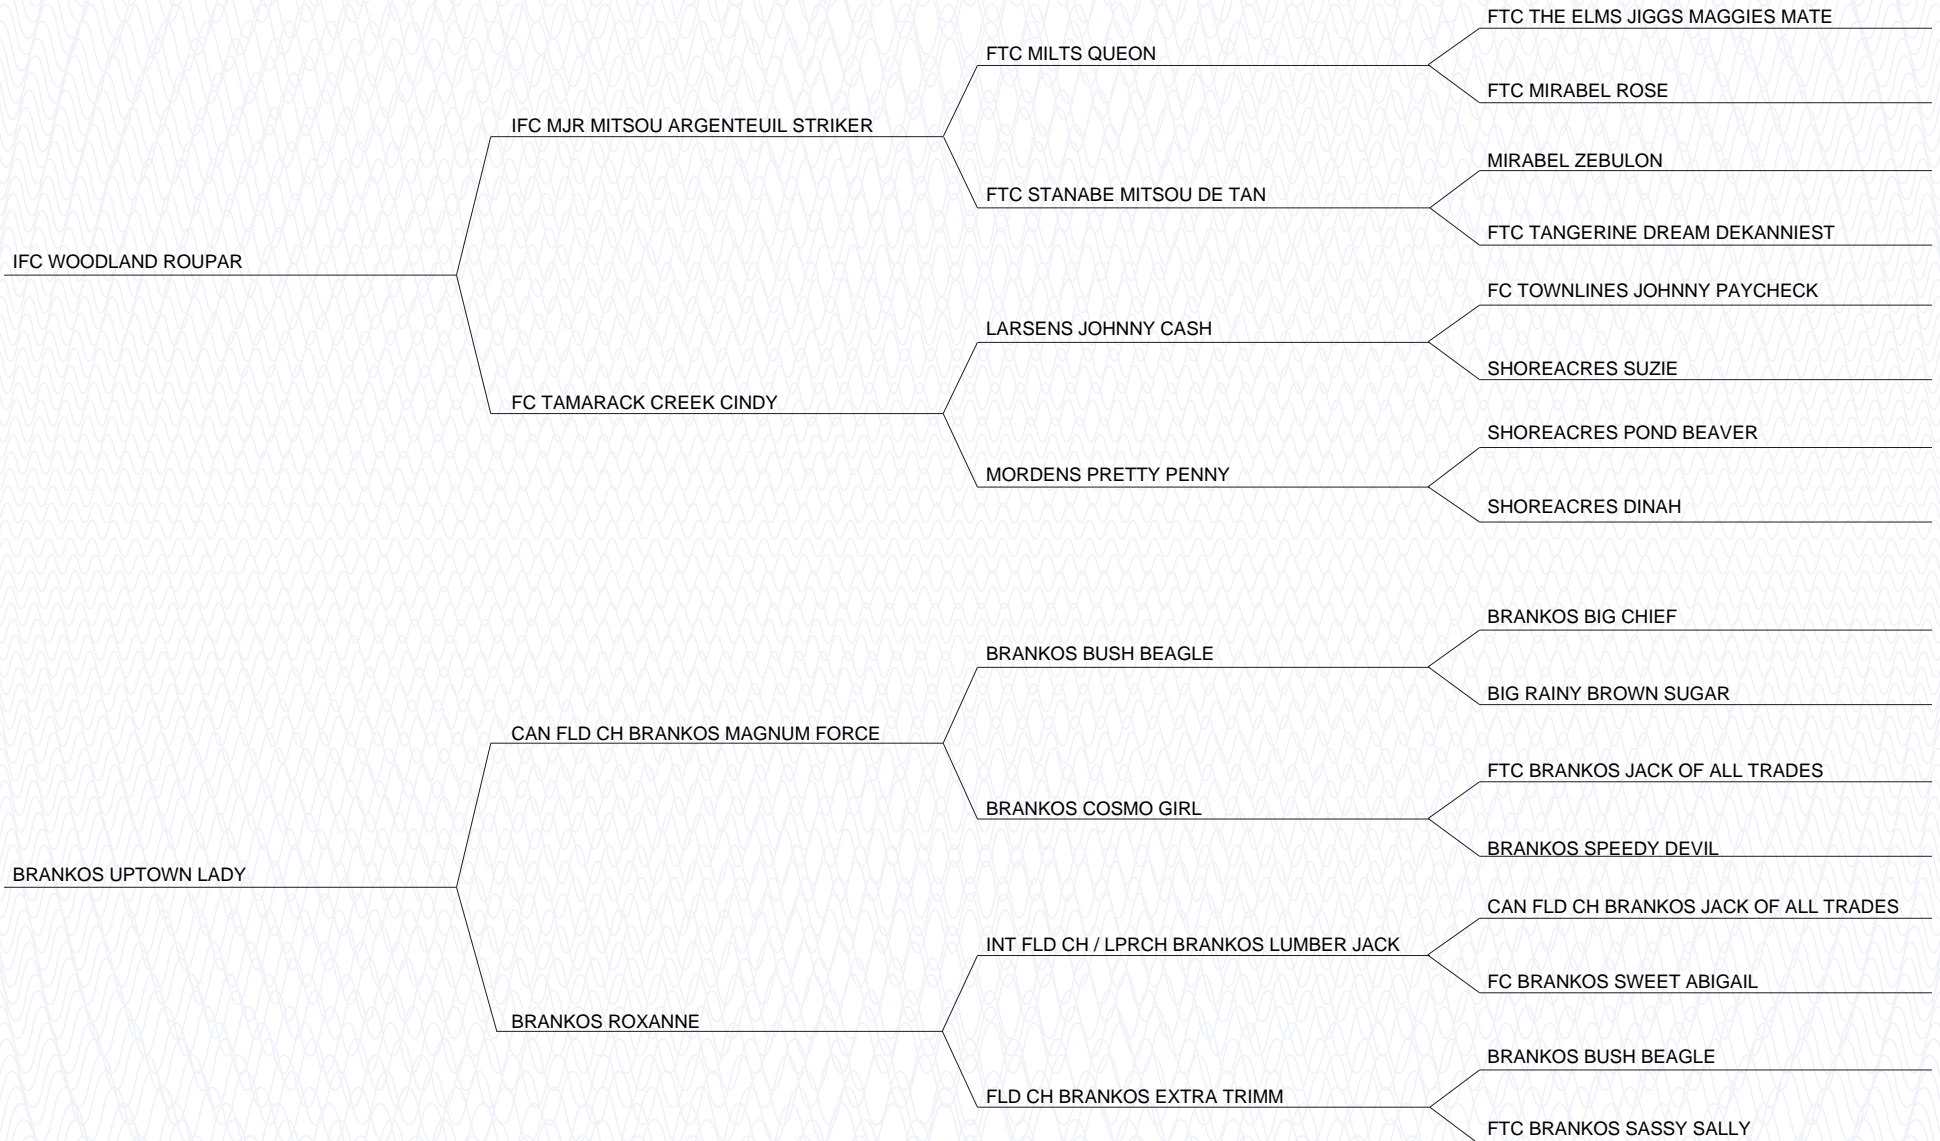 FTC THE ELMS JIGGS MAGGIES MATE
FTC MILTS QUEON
FTC MIRABEL ROSE
IFC MJR MITSOU ARGENTEUIL STRIKER
MIRABEL ZEBULON
FTC STANABE MITSOU DE TAN
FTC TANGERINE DREAM DEKANNIEST
IFC WOODLAND ROUPAR
FC TOWNLINES JOHNNY PAYCHECK
LARSENS JOHNNY CASH
SHOREACRES SUZIE
FC TAMARACK CREEK CINDY
SHOREACRES POND BEAVER
MORDENS PRETTY PENNY
SHOREACRES DINAH
BRANKOS BIG CHIEF
BRANKOS BUSH BEAGLE
BIG RAINY BROWN SUGAR
CAN FLD CH BRANKOS MAGNUM FORCE
FTC BRANKOS JACK OF ALL TRADES
BRANKOS COSMO GIRL
BRANKOS SPEEDY DEVIL
BRANKOS UPTOWN LADY
CAN FLD CH BRANKOS JACK OF ALL TRADES
INT FLD CH / LPRCH BRANKOS LUMBER JACK
FC BRANKOS SWEET ABIGAIL
BRANKOS ROXANNE
BRANKOS BUSH BEAGLE
FLD CH BRANKOS EXTRA TRIMM
FTC BRANKOS SASSY SALLY